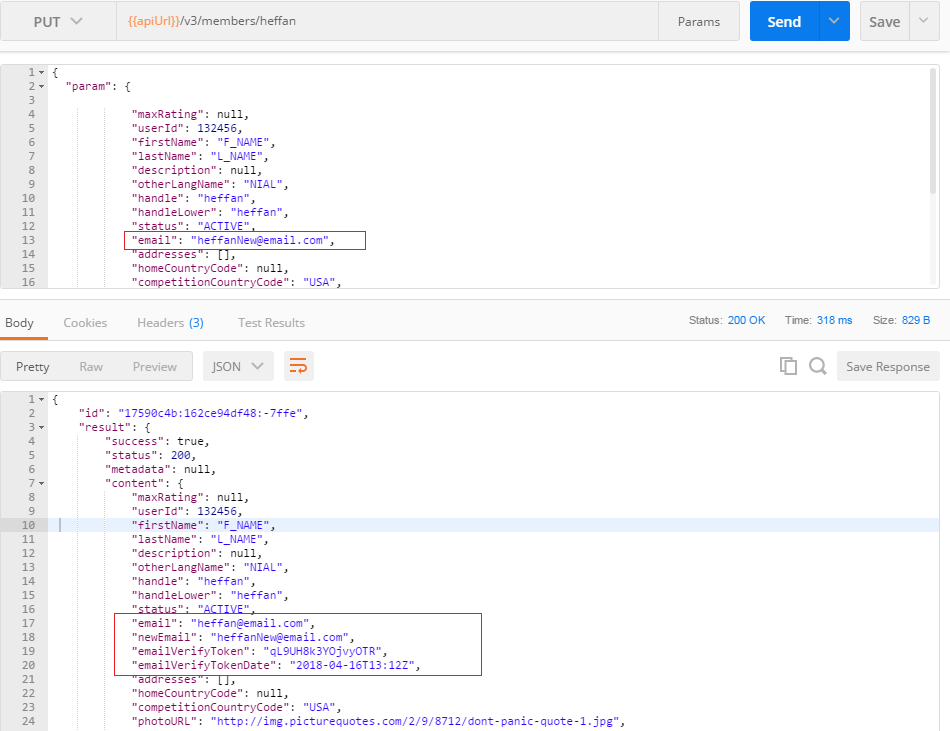 PUT {{apiUrl}}/v3/members/heffan Params Send Save
1 {
2 "param": {
3
4 "maxRating": null,
5 "userId": 132456,
6 "firstName": "F_NAME",
7 "lastName": "L_NAME",
8 "description": null,
9 "otherLangName": "NIAL",
10 "handle": "heffan",
11 "handleLower": "heffan",
12 "status": "ACTIVE",
13 "email": "heffanNew@email.com",
14 "addresses": [],
15 "homeCountryCode": null,
16 "competitionCountryCode": "USA",
Body Cookies Headers (3) Test Results Status: 200 OK Time: 318 ms Size: 829 B
Pretty Raw Preview JSON Save Response
1 {
2 "id": "17590c4b:162ce94df48:-7ffe",
3 "result": {
4 "success": true,
5 "status": 200,
6 "metadata": null,
7 "content": {
8 "maxRating": null,
9 "userId": 132456,
10 "firstName": "F_NAME",
11 "lastName": "L_NAME",
12 "description": null,
13 "otherLangName": "NIAL",
14 "handle": "heffan",
15 "handleLower": "heffan",
16 "status": "ACTIVE",
17 "email": "heffan@email.com",
18 "newEmail": "heffanNew@email.com",
19 "emailVerifyToken": "qL9UH8k3YOjvyOTR",
20 "emailVerifyTokenDate": "2018-04-16T13:12Z",
21 "addresses": [],
22 "homeCountryCode": null,
23 "competitionCountryCode": "USA",
24 "photoURL": "http://img.picturequotes.com/2/9/8712/dont-panic-quote-1.jpg",